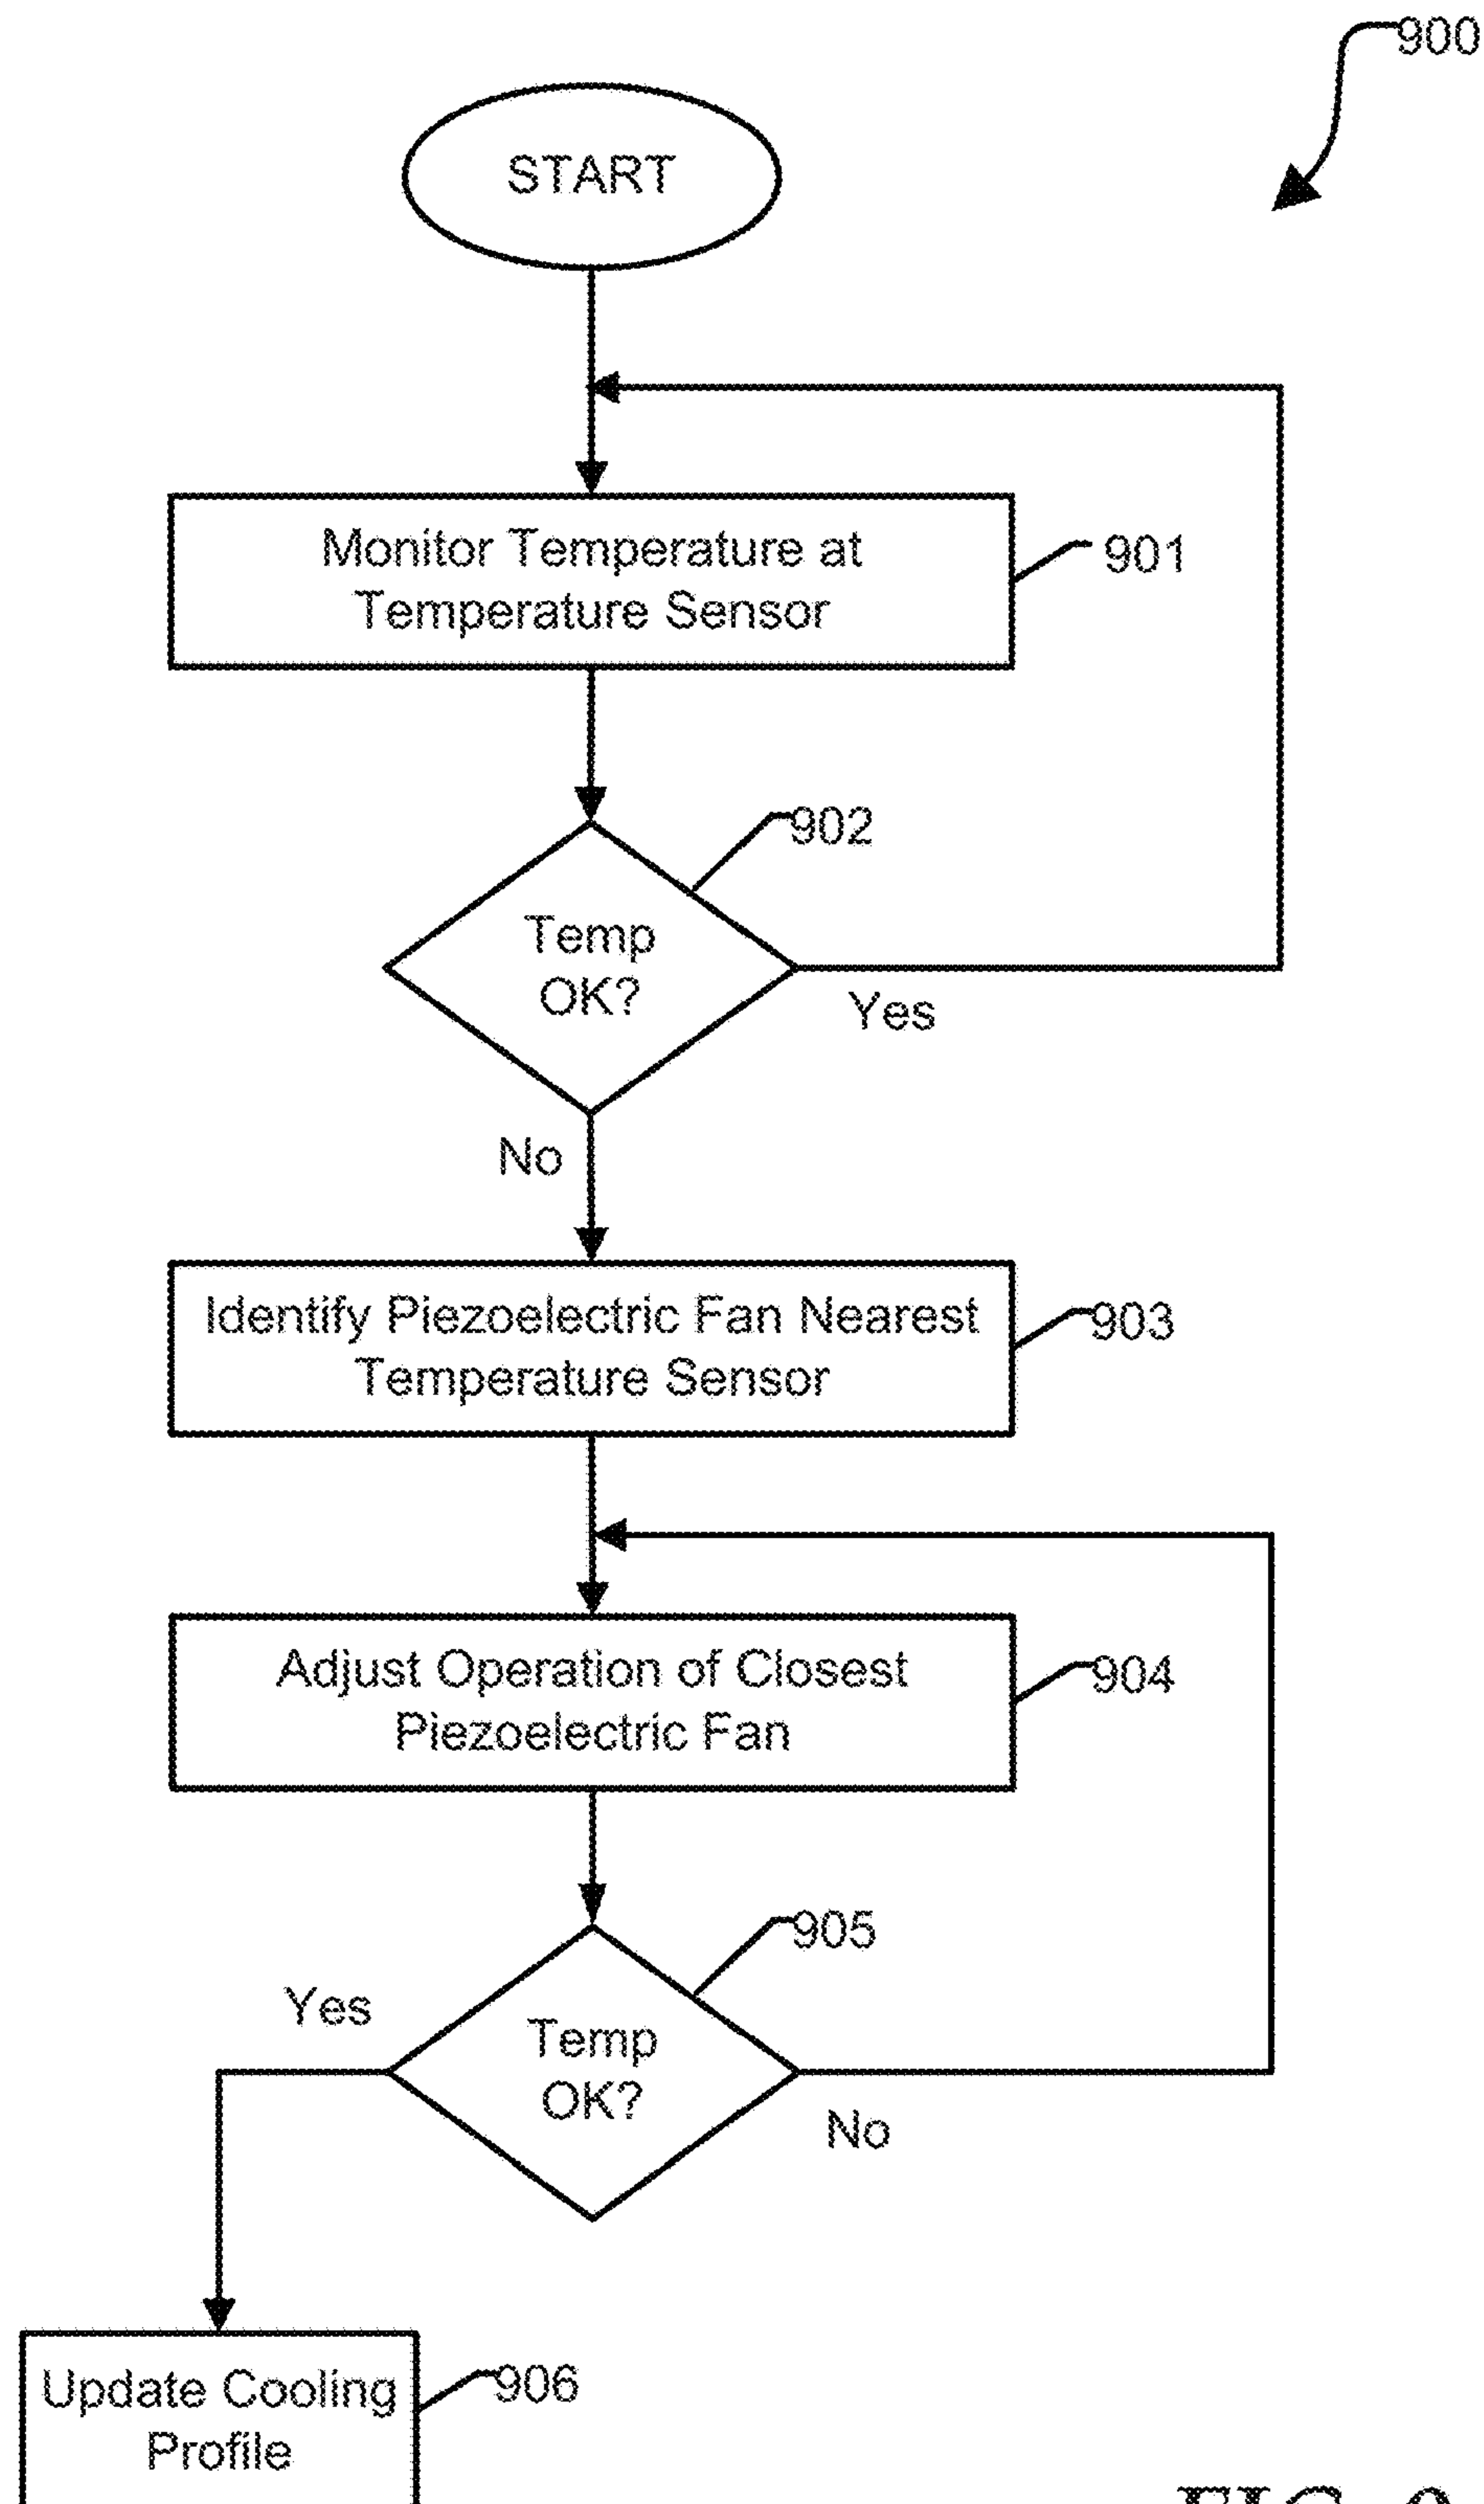 900
START
Monitor Temperature at
Temperature Sensor
901
902
Temp
OK?
Yes
No
Identify Piezoelectric Fan Nearest
Temperature Sensor
903
Adjust Operation of Closest
Piezoelectric Fan
904
905
Yes
Temp
OK?
No
Update Cooling
Profile
906